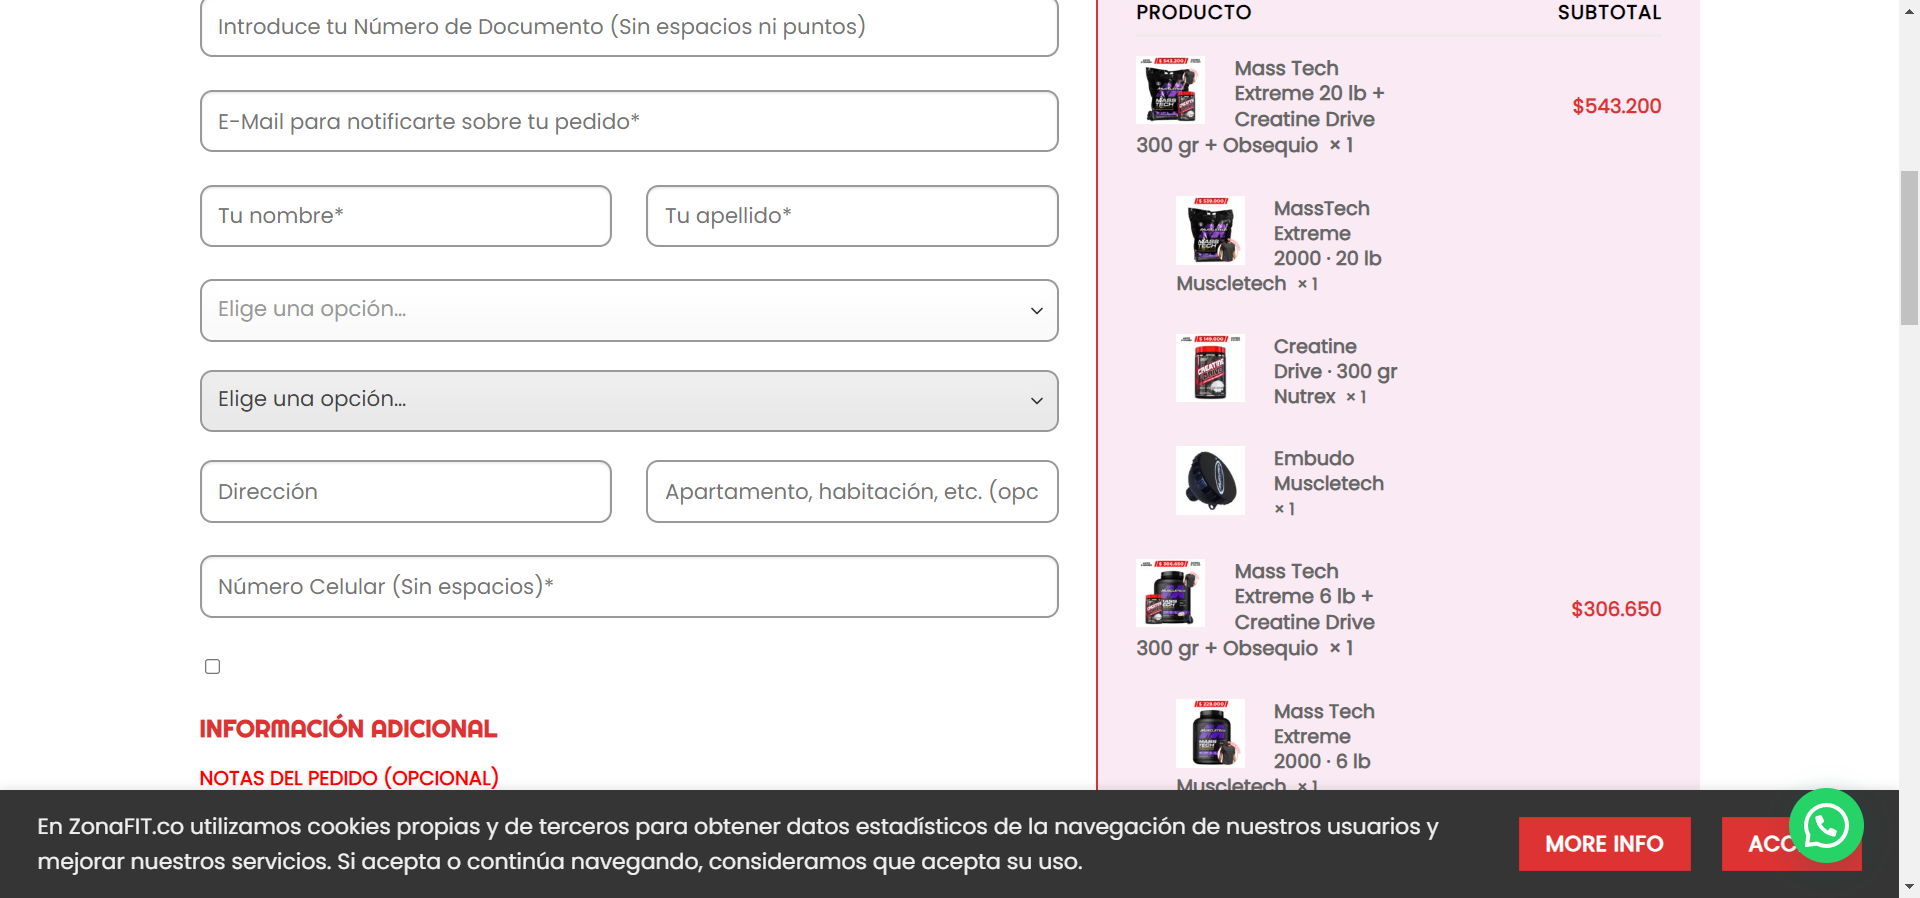 Introduce tu Número de Documento (Sin espacios ni puntos)
E-Mail para notificarte sobre tu pedido*
Tu nombre*
Tu apellido*
Elige una opción...
Elige una opción...
Dirección
Apartamento, habitación, etc. (opc
Número Celular (Sin espacios)*
INFORMACIÓN ADICIONAL
NOTAS DEL PEDIDO (OPCIONAL)
PRODUCTO SUBTOTAL
Mass Tech
Extreme 20 lb +
Creatine Drive
300 gr + Obsequio × 1
$543.200
MassTech
Extreme
2000 · 20 lb
Muscletech × 1
Creatine
Drive · 300 gr
Nutrex × 1
Embudo
Muscletech
× 1
Mass Tech
Extreme 6 lb +
Creatine Drive
300 gr + Obsequio × 1
$306.650
Mass Tech
Extreme
2000 · 6 lb
Muscletech × 1
En ZonaFIT.co utilizamos cookies propias y de terceros para obtener datos estadísticos de la navegación de nuestros usuarios y
mejorar nuestros servicios. Si acepta o continúa navegando, consideramos que acepta su uso.
MORE INFO
ACC